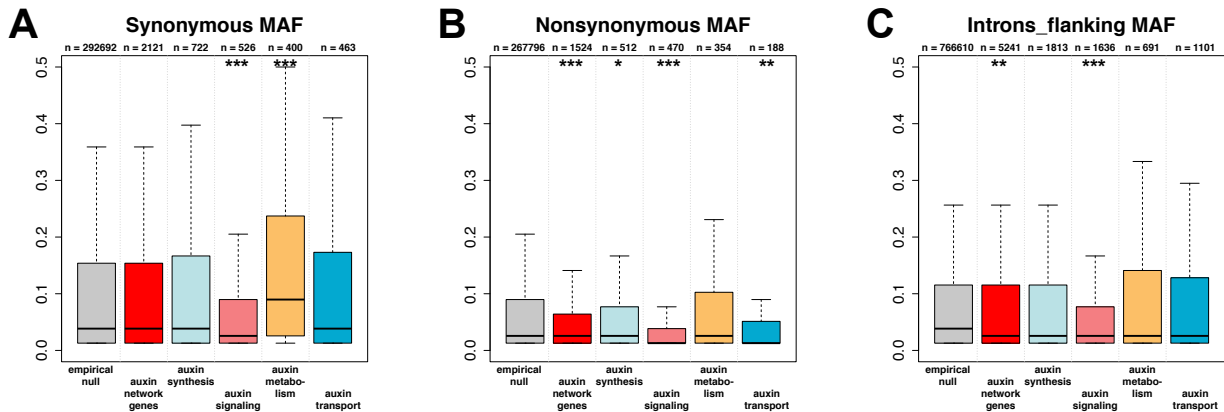 A
Synonymous MAF
n = 292692 n = 2121 n = 722 n = 526 n = 400 n = 463
*** ***
0.5
0.4
0.3
0.2
0.1
0.0
empirical null
auxin network genes
auxin synthesis
auxin signaling
auxin metabo- lism
auxin transport
B
Nonsynonymous MAF
n = 267796 n = 1524 n = 512 n = 470 n = 354 n = 188
*** * *** **
0.5
0.4
0.3
0.2
0.1
0.0
empirical null
auxin network genes
auxin synthesis
auxin signaling
auxin metabo- lism
auxin transport
C
Introns_flanking MAF
n = 766610 n = 5241 n = 1813 n = 1636 n = 691 n = 1101
** ***
0.5
0.4
0.3
0.2
0.1
0.0
empirical null
auxin network genes
auxin synthesis
auxin signaling
auxin metabo- lism
auxin transport